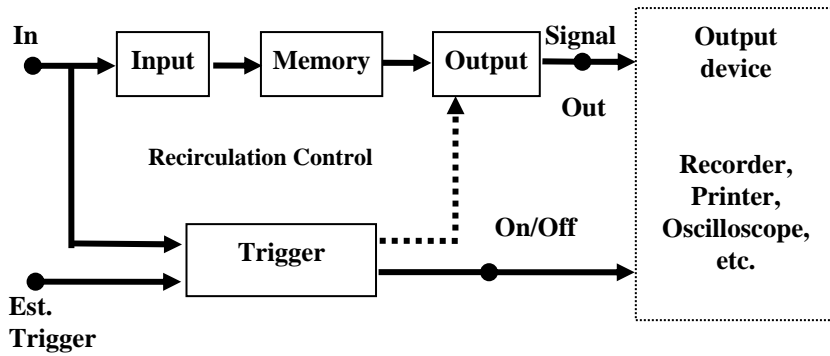 In
Input
Memory
Output
Signal
Out
Output
device
Recirculation Control
Recorder,
Printer,
Oscilloscope,
etc.
Trigger
On/Off
Est.
Trigger